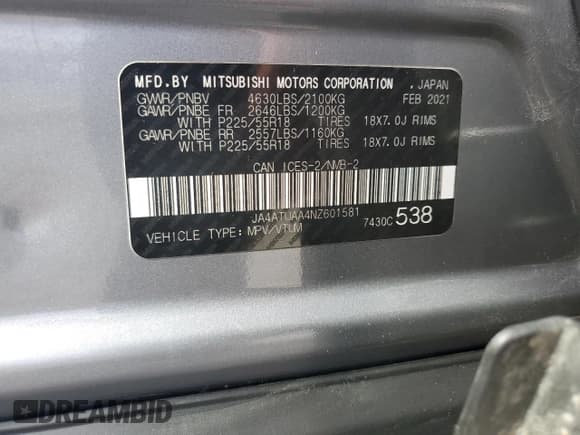 MFD.BY MITSUBISHI MOTORS CORPORATION . JAPAN
GVWR/PNBV 4630LBS/2100KG FEB 2021
GAWR/PNBE FR 2646LBS/1200KG
WITH P225/55R18 TIRES 18X7.0J RIMS
GAWR/PNBE RR 2557LBS/1160KG
WITH P225/55R18 TIRES 18X7.0J RIMS
CAN ICES-2/NMB-2
JA4ATUAA4NZ601581
VEHICLE TYPE: MPV/VTUM 7430C 538
DREAMBID